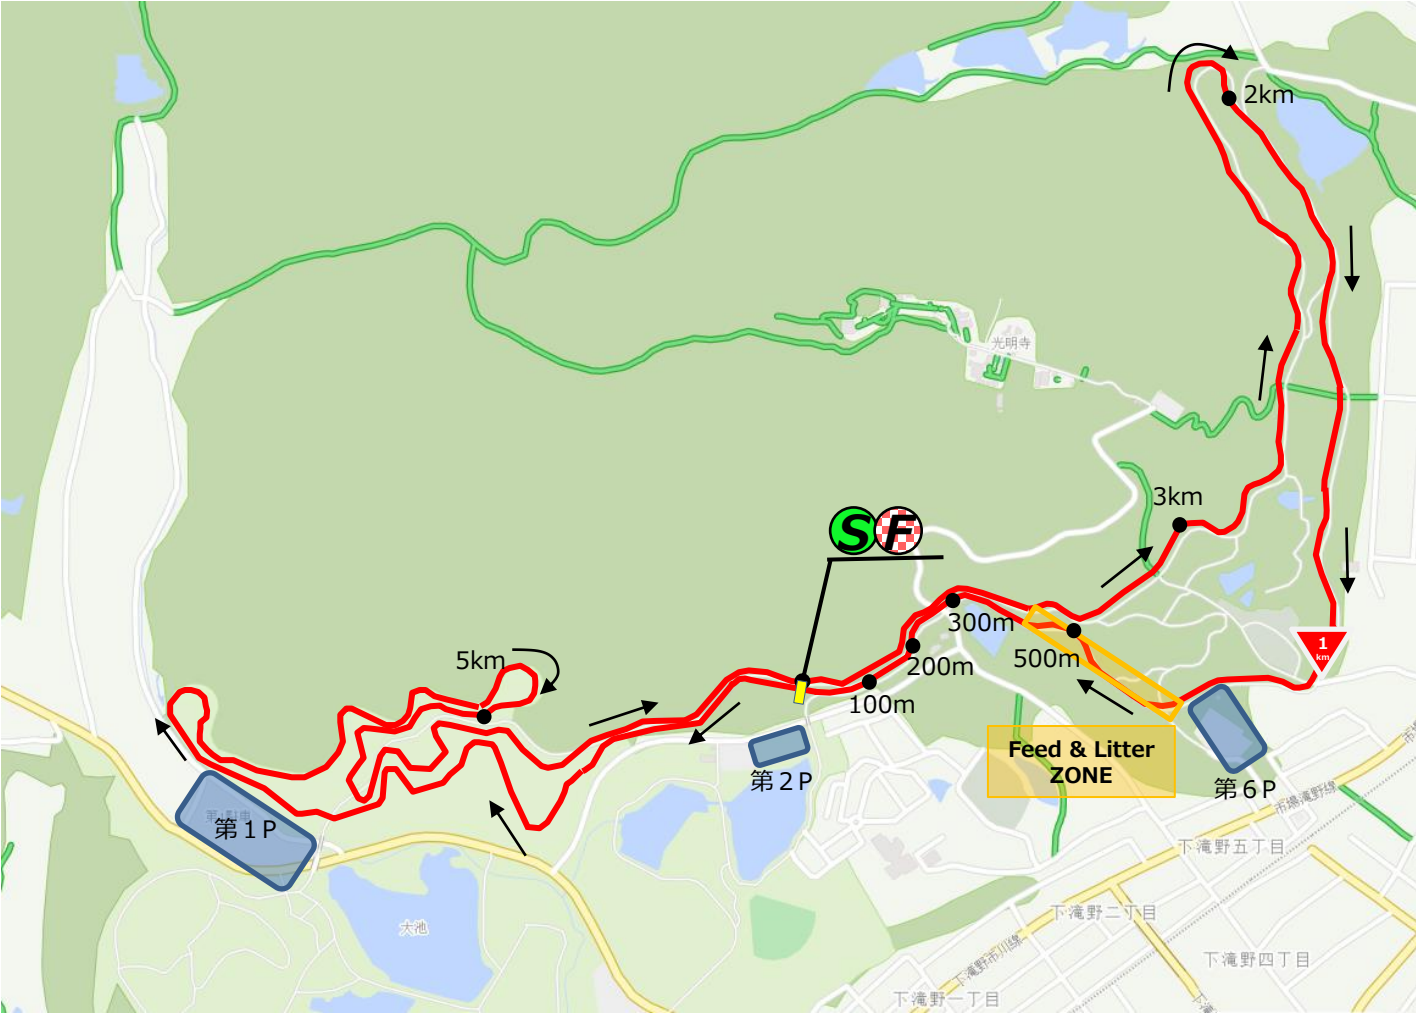 2km
光明寺
3km
S F
300m
200m
500m
100m
5km
1
km
Feed & Litter
ZONE
第２P
第６P
第１P
大池
市場滝野線
下滝野五丁目
下滝野二丁目
下滝野市川線
下滝野四丁目
下滝野一丁目